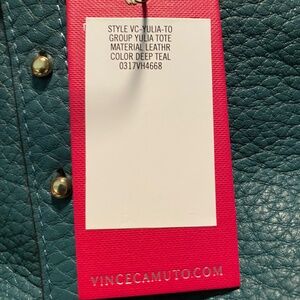 STYLE VC-YULIA-TO
GROUP YULIA TOTE
MATERIAL LEATHR
COLOR DEEP TEAL
0317VH4668
VINCECAMUTO.COM